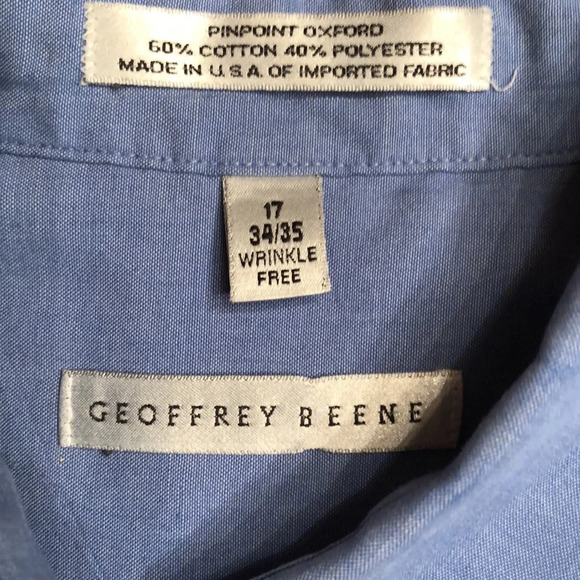 PINPOINT OXFORD
60% COTTON 40% POLYESTER
MADE IN U.S.A. OF IMPORTED FABRIC
17
34/35
WRINKLE
FREE
GEOFFREY BEENE